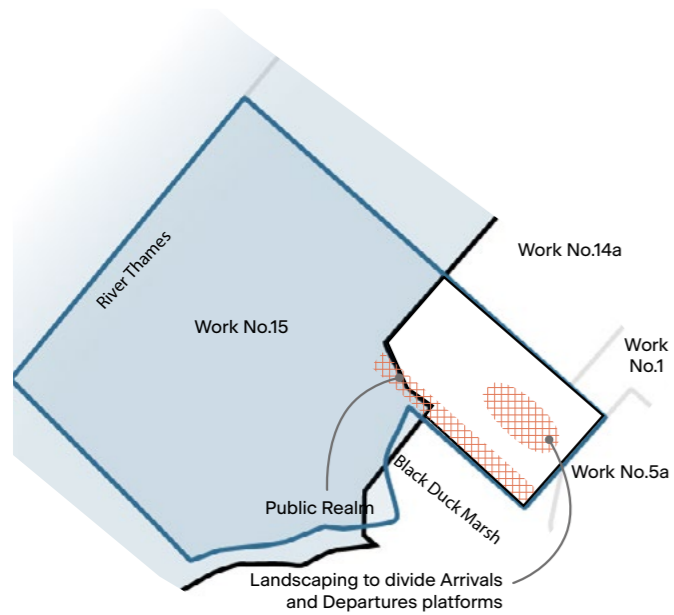 Work No.14a
River Thames
Work No.15
Work
No.1
Work No.5a
Black Duck Marsh
Public Realm
Landscaping to divide Arrivals
and Departures platforms